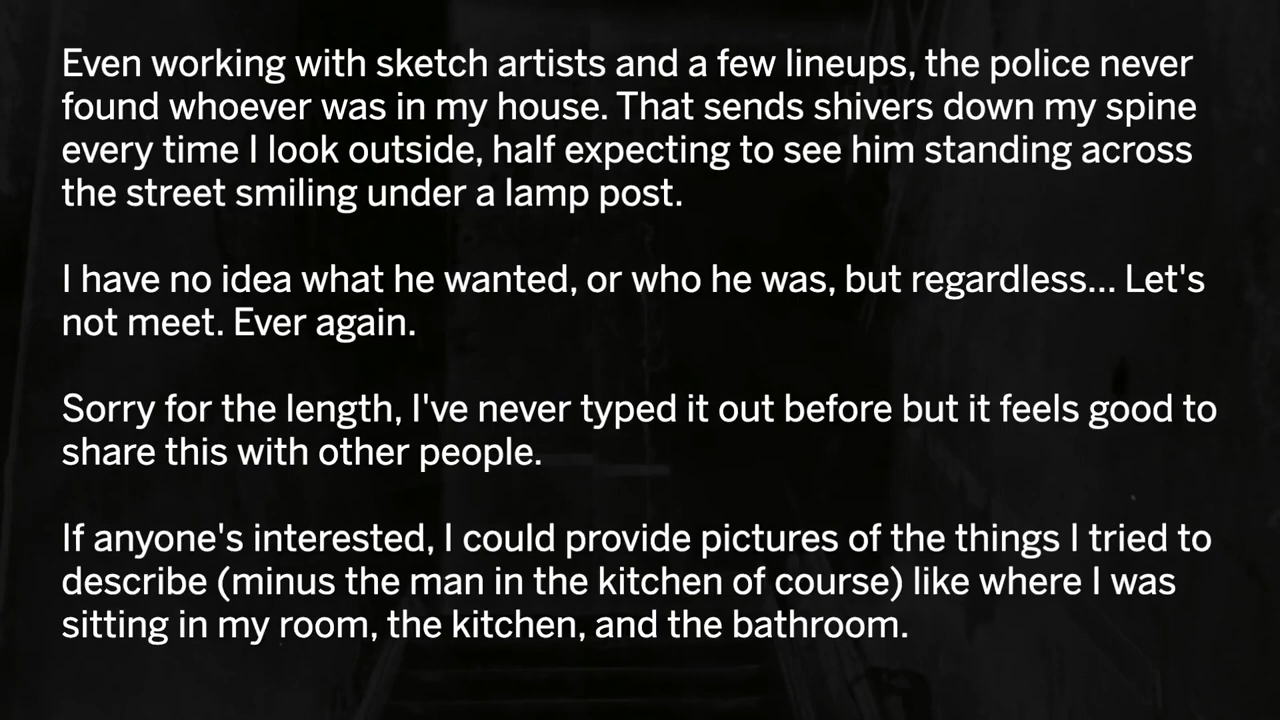 Even working with sketch artists and a few lineups, the police never
found whoever was in my house. That sends shivers down my spine
every time I look outside, half expecting to see him standing across
the street smiling under a lamp post.
I have no idea what he wanted, or who he was, but regardless... Let's
not meet. Ever again.
Sorry for the length, I've never typed it out before but it feels good to
share this with other people.
If anyone's interested, I could provide pictures of the things I tried to
describe (minus the man in the kitchen of course) like where I was
sitting in my room, the kitchen, and the bathroom.